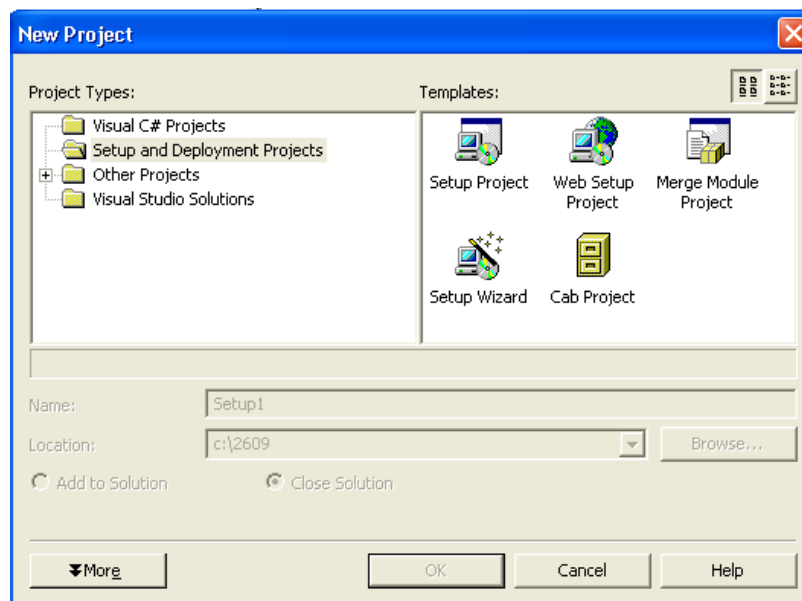 New Project
Project Types:
Templates:
Visual C# Projects
Setup and Deployment Projects
Other Projects
Visual Studio Solutions
Setup Project
Web Setup
Project
Merge Module
Project
Setup Wizard
Cab Project
Name:
Setup1
Location:
c:\2609
Browse...
Add to Solution
Close Solution
More
OK
Cancel
Help